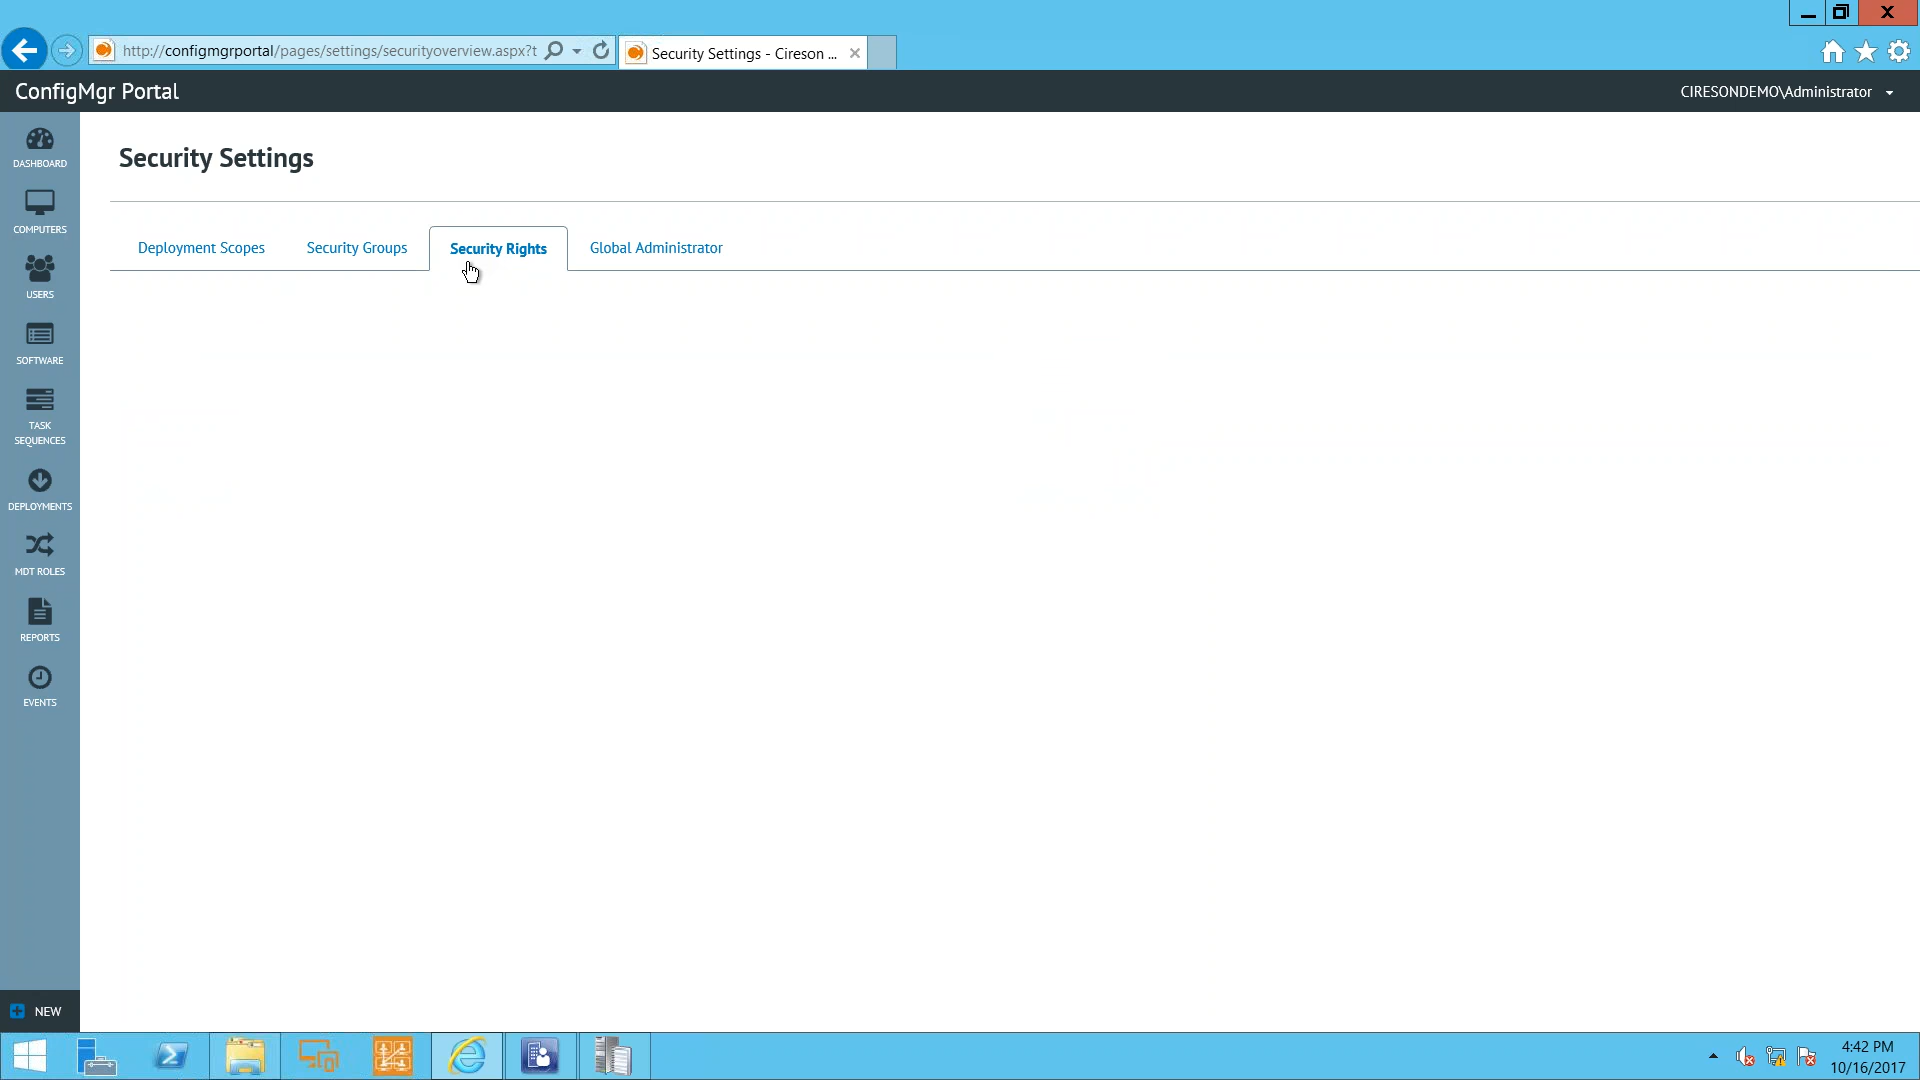 http://configmgrportal/pages/settings/securityoverview.aspx?t
Security Settings - Cireson ...
ConfigMgr Portal
CIRESONDEMO\Administrator
DASHBOARD
COMPUTERS
USERS
SOFTWARE
TASK
SEQUENCES
DEPLOYMENTS
MDT ROLES
REPORTS
EVENTS
NEW
Security Settings
Deployment Scopes
Security Groups
Security Rights
Global Administrator
4:42 PM
10/16/2017